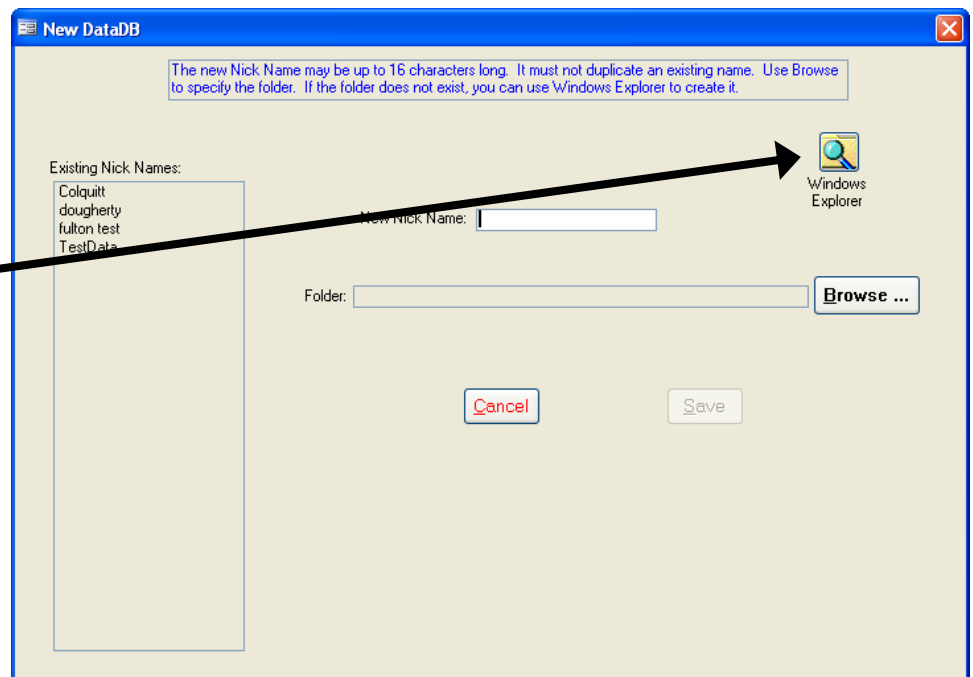 New DataDB
The new Nick Name may be up to 16 characters long. It must not duplicate an existing name. Use Browse
to specify the folder. If the folder does not exist, you can use Windows Explorer to create it.
Windows
Explorer
Existing Nick Names:
Colquitt
dougherty
fulton test
TestData
New Nick Name:
Folder:
Browse ...
Cancel
Save